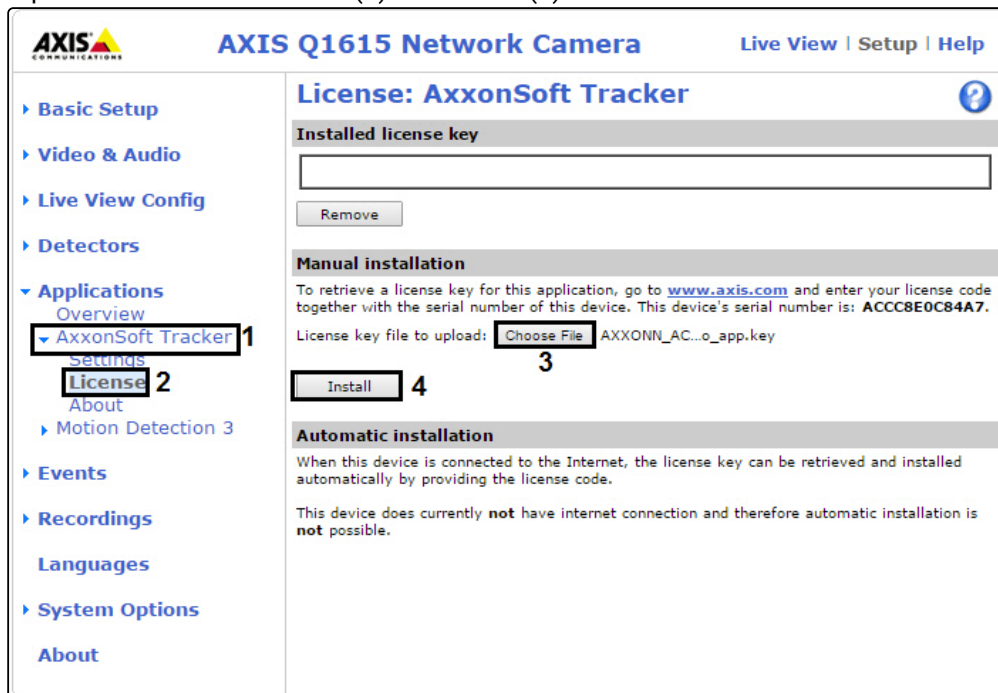 AXIS
COMMUNICATIONS
AXIS Q1615 Network Camera
Live View | Setup | Help
Basic Setup
Video & Audio
Live View Config
Detectors
Applications
Overview
AxxonSoft Tracker 1
Settings
License 2
About
Motion Detection 3
Events
Recordings
Languages
System Options
About
License: AxxonSoft Tracker
?
Installed license key
Remove
Manual installation
To retrieve a license key for this application, go to www.axis.com and enter your license code
together with the serial number of this device. This device's serial number is: ACCC8E0C84A7.
License key file to upload: Choose File AXXONN_AC...o_app.key
3
Install 4
Automatic installation
When this device is connected to the Internet, the license key can be retrieved and installed
automatically by providing the license code.
This device does currently not have internet connection and therefore automatic installation is
not possible.